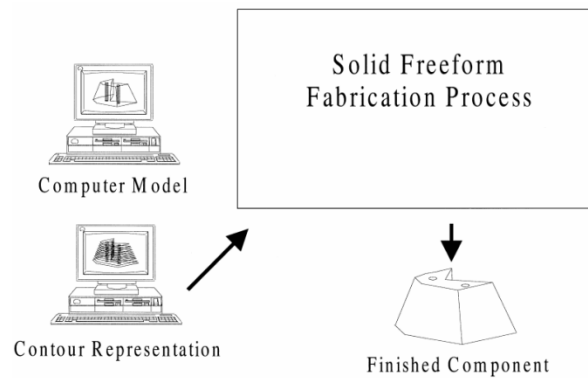 Solid Freeform
Fabrication Process
Computer Model
Contour Representation
Finished Component